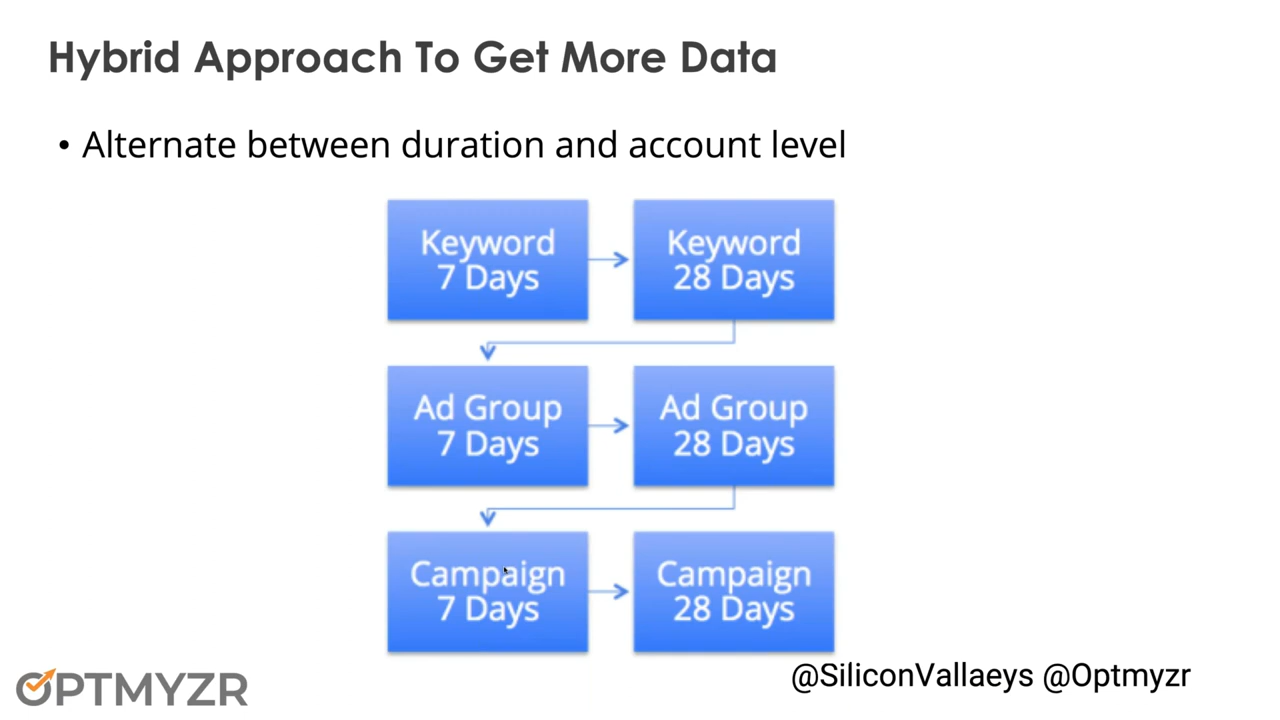 Hybrid Approach To Get More Data
• Alternate between duration and account level
Keyword
7 Days
Keyword
28 Days
Ad Group
7 Days
Ad Group
28 Days
Campaign
7 Days
Campaign
28 Days
OPTMYZR
@SiliconVallaeys @Optmyzr